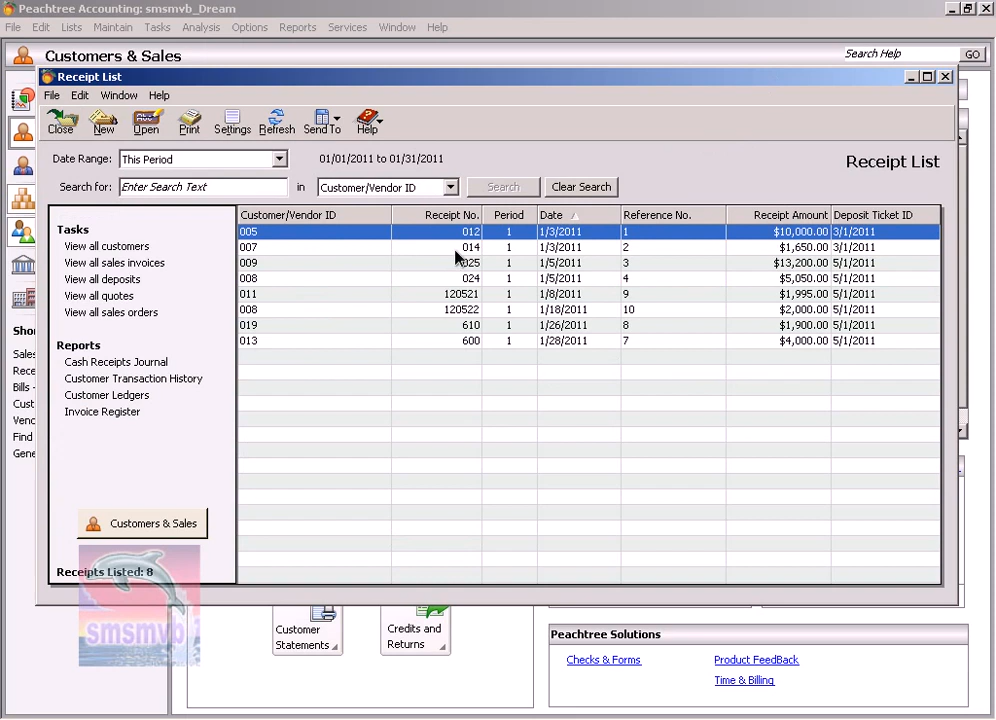 Peachtree Accounting: smsmvb_Dream
File Edit Lists Maintain Tasks Analysis Options Reports Services Window Help
Customers & Sales
Search Help
GO
Receipt List
File Edit Window Help
Close New Open Print Settings Refresh Send To Help
Date Range: This Period 01/01/2011 to 01/31/2011
Receipt List
Search for: Enter Search Text in Customer/Vendor ID Search Clear Search
Tasks
View all customers
View all sales invoices
View all deposits
View all quotes
View all sales orders
Reports
Cash Receipts Journal
Customer Transaction History
Customer Ledgers
Invoice Register
Customers & Sales
Receipts Listed: 8
smsmvb
Customer/Vendor ID Receipt No. Period Date Reference No. Receipt Amount Deposit Ticket ID
005 012 1 1/3/2011 1 $10,000.00 3/1/2011
007 014 1 1/3/2011 2 $1,650.00 3/1/2011
009 025 1 1/5/2011 3 $13,200.00 5/1/2011
008 024 1 1/5/2011 4 $5,050.00 5/1/2011
011 120521 1 1/8/2011 9 $1,995.00 5/1/2011
008 120522 1 1/18/2011 10 $2,000.00 5/1/2011
019 610 1 1/26/2011 8 $1,900.00 5/1/2011
013 600 1 1/28/2011 7 $4,000.00 5/1/2011
Sho
Sales
Rece
Bills -
Cust
Vend
Find
Gene
Customer
Statements
Credits and
Returns
Peachtree Solutions
Checks & Forms Product FeedBack
Time & Billing